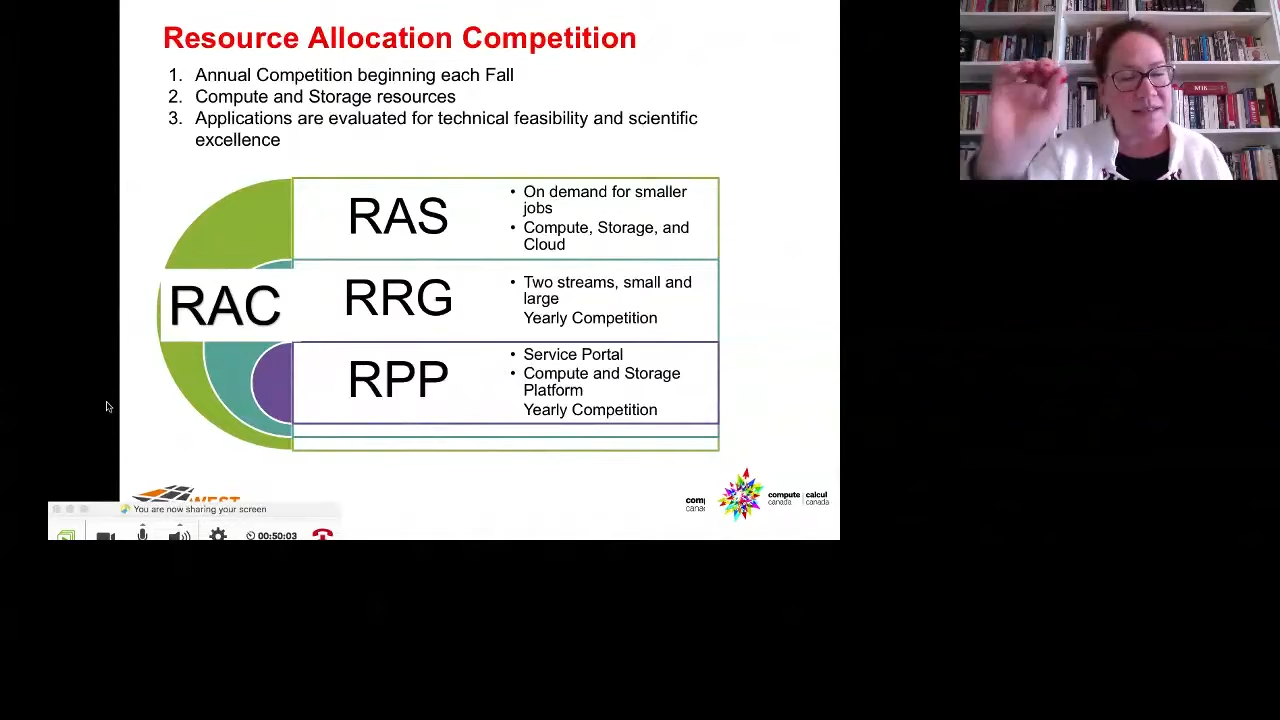 Resource Allocation Competition
1. Annual Competition beginning each Fall
2. Compute and Storage resources
3. Applications are evaluated for technical feasibility and scientific
excellence
RAC
RAS
• On demand for smaller
jobs
• Compute, Storage, and
Cloud
RRG
• Two streams, small and
large
Yearly Competition
RPP
• Service Portal
• Compute and Storage
Platform
Yearly Competition
WEST
compute | calcul
canada | canada
You are now sharing your screen
00:50:03